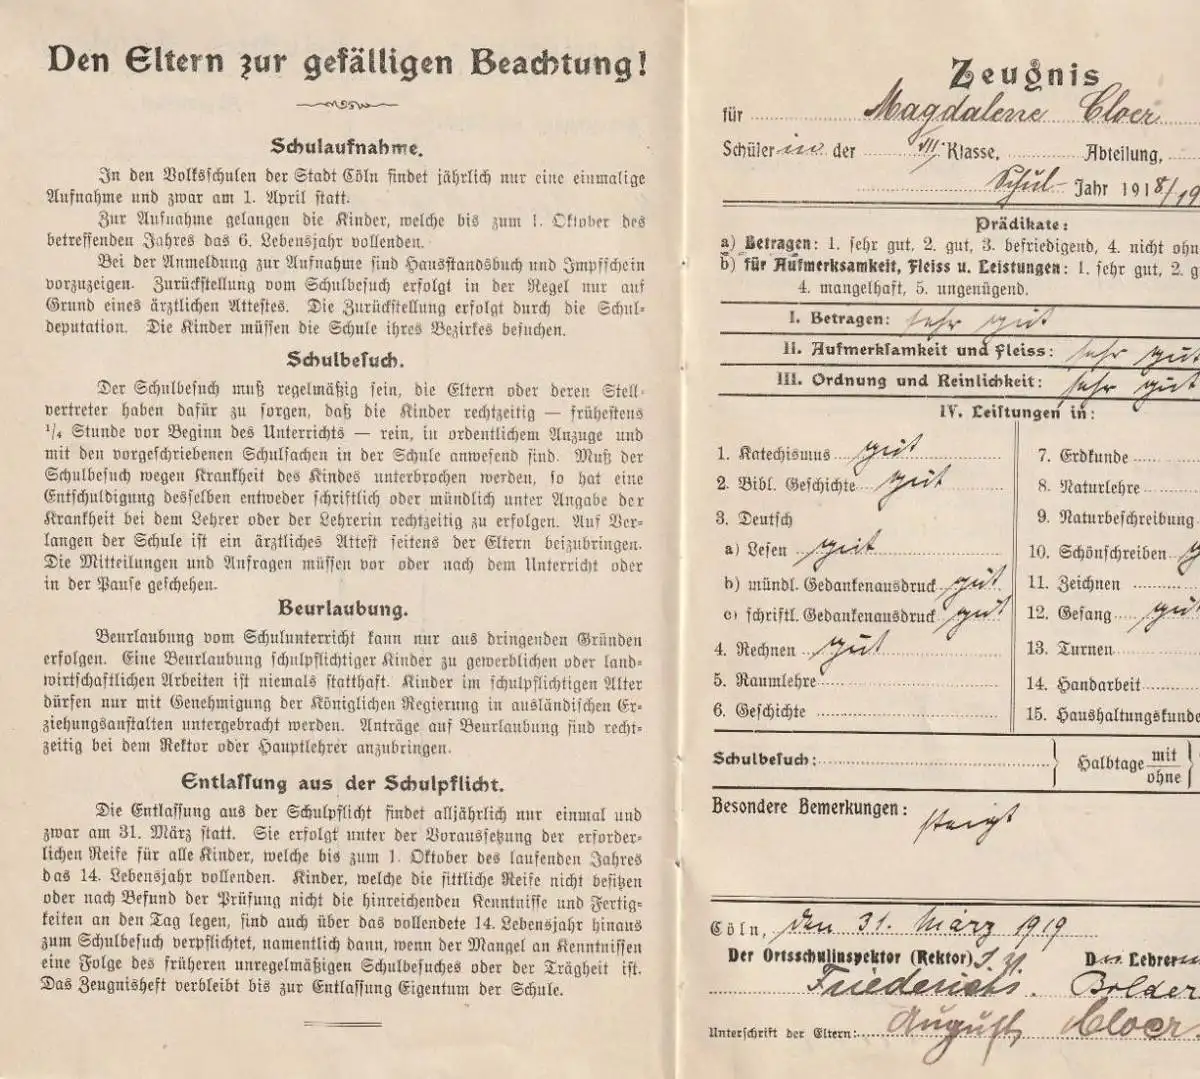 Den Eltern zur gefälligen Beachtung!
Schulaufnahme.
In den Volksschulen der Stadt Cöln findet jährlich nur eine einmalige
Aufnahme und zwar am 1. April statt.
Zur Aufnahme gelangen die Kinder, welche bis zum 1. Oktober des
betreffenden Jahres das 6. Lebensjahr vollenden.
Bei der Anmeldung zur Aufnahme sind Hausstandsbuch und Impfschein
vorzuzeigen. Zurückstellung vom Schulbesuch erfolgt in der Regel nur auf
Grund eines ärztlichen Attestes. Die Zurückstellung erfolgt durch die Schul-
deputation. Die Kinder müssen die Schule ihres Bezirkes besuchen.
Schulbesuch.
Der Schulbesuch muß regelmäßig sein, die Eltern oder deren Stell-
vertreter haben dafür zu sorgen, daß die Kinder rechtzeitig — frühestens
1/4 Stunde vor Beginn des Unterrichts — rein, in ordentlichem Anzuge und
mit den vorgeschriebenen Schulsachen in der Schule anwesend sind. Muß der
Schulbesuch wegen Krankheit des Kindes unterbrochen werden, so hat eine
Entschuldigung desselben entweder schriftlich oder mündlich unter Angabe der
Krankheit bei dem Lehrer oder der Lehrerin rechtzeitig zu erfolgen. Auf Ver-
langen der Schule ist ein ärztliches Attest seitens der Eltern beizubringen.
Die Mitteilungen und Anfragen müssen vor oder nach dem Unterricht oder
in der Pause geschehen.
Beurlaubung.
Beurlaubung vom Schulunterricht kann nur aus dringenden Gründen
erfolgen. Eine Beurlaubung schulpflichtiger Kinder zu gewerblichen oder land-
wirtschaftlichen Arbeiten ist niemals statthaft. Kinder im schulpflichtigen Alter
dürfen nur mit Genehmigung der Königlichen Regierung in ausländischen Er-
ziehungsanstalten untergebracht werden. Anträge auf Beurlaubung sind recht-
zeitig bei dem Rektor oder Hauptlehrer anzubringen.
Entlassung aus der Schulpflicht.
Die Entlassung aus der Schulpflicht findet alljährlich nur einmal und
zwar am 31. März statt. Sie erfolgt unter der Voraussetzung der erforder-
lichen Reife für alle Kinder, welche bis zum 1. Oktober des laufenden Jahres
das 14. Lebensjahr vollenden. Kinder, welche die sittliche Reife nicht besitzen
oder nach Befund der Prüfung nicht die hinreichenden Kenntnisse und Fertig-
keiten an den Tag legen, sind auch über das vollendete 14. Lebensjahr hinaus
zum Schulbesuch verpflichtet, namentlich dann, wenn der Mangel an Kenntnissen
eine Folge des früheren unregelmäßigen Schulbesuches oder der Trägheit ist.
Das Zeugnisheft verbleibt bis zur Entlassung Eigentum der Schule.
Zeugnis
für Magdalene Cloer
Schülerin der VII. Klasse, Abteilung,
Schul-Jahr 1918/19
Prädikate:
a) Betragen: 1. sehr gut, 2. gut, 3. befriedigend, 4. nicht ohn
b) für Aufmerksamkeit, Fleiss u. Leistungen: 1. sehr gut, 2. g
4. mangelhaft, 5. ungenügend.
I. Betragen: sehr gut
II. Aufmerksamkeit und Fleiss: sehr gut
III. Ordnung und Reinlichkeit: sehr gut
IV. Leistungen in:
1. Katechismus gut
2. Bibl. Geschichte gut
3. Deutsch
a) Lesen gut
b) mündl. Gedankenausdruck gut
c) schriftl. Gedankenausdruck gut
4. Rechnen gut
5. Raumlehre
6. Geschichte
7. Erdkunde
8. Naturlehre
9. Naturbeschreibung
10. Schönschreiben g
11. Zeichnen
12. Gesang gut
13. Turnen
14. Handarbeit
15. Haushaltungskunde
Schulbesuch: Halbtage mit
ohne
Besondere Bemerkungen: steigt
Cöln, den 31. März 1919
Der Ortsschulinspektor (Rektor) Die Lehrerin
Friederichs. Bolder
Unterschrift der Eltern: August Cloer.